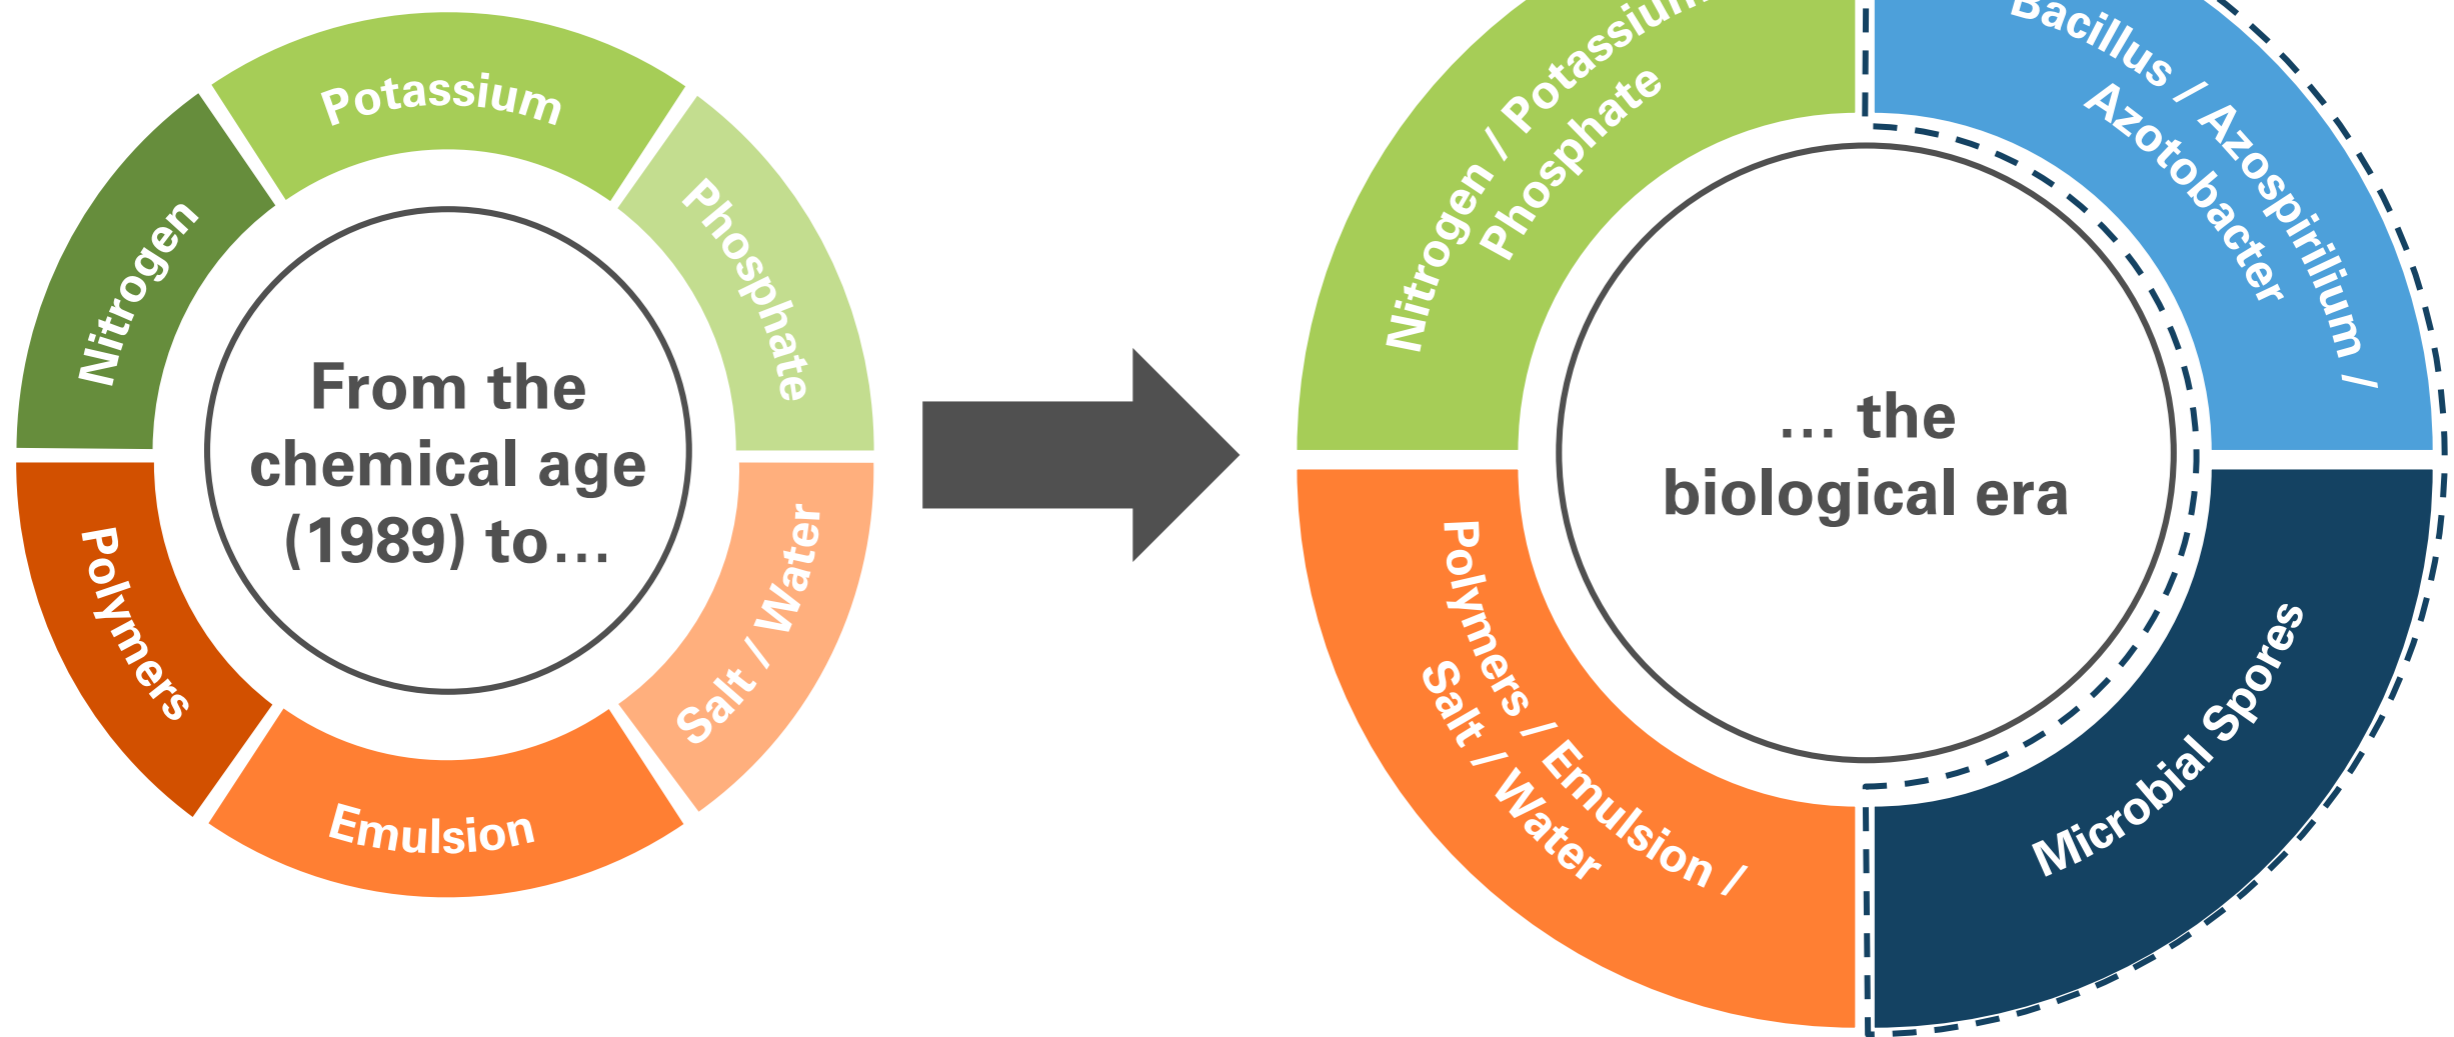 Potassium
Nitrogen
Phosphate
From the
chemical age
(1989) to...
Polymers
Salt / Water
Emulsion
Nitrogen / Potassium
Phosphate
Bacillus / Azospirilium /
Azotobacter
... the
biological era
Polymers / Emulsion /
Salt / Water
Microbial Spores